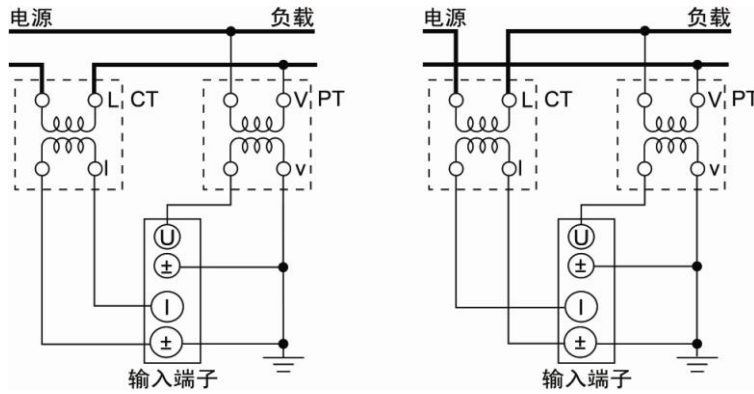 电源 负载 电源 负载
L CT V PT L CT V PT
l v l v
U U
± ±
I I
± ±
输入端子 输入端子